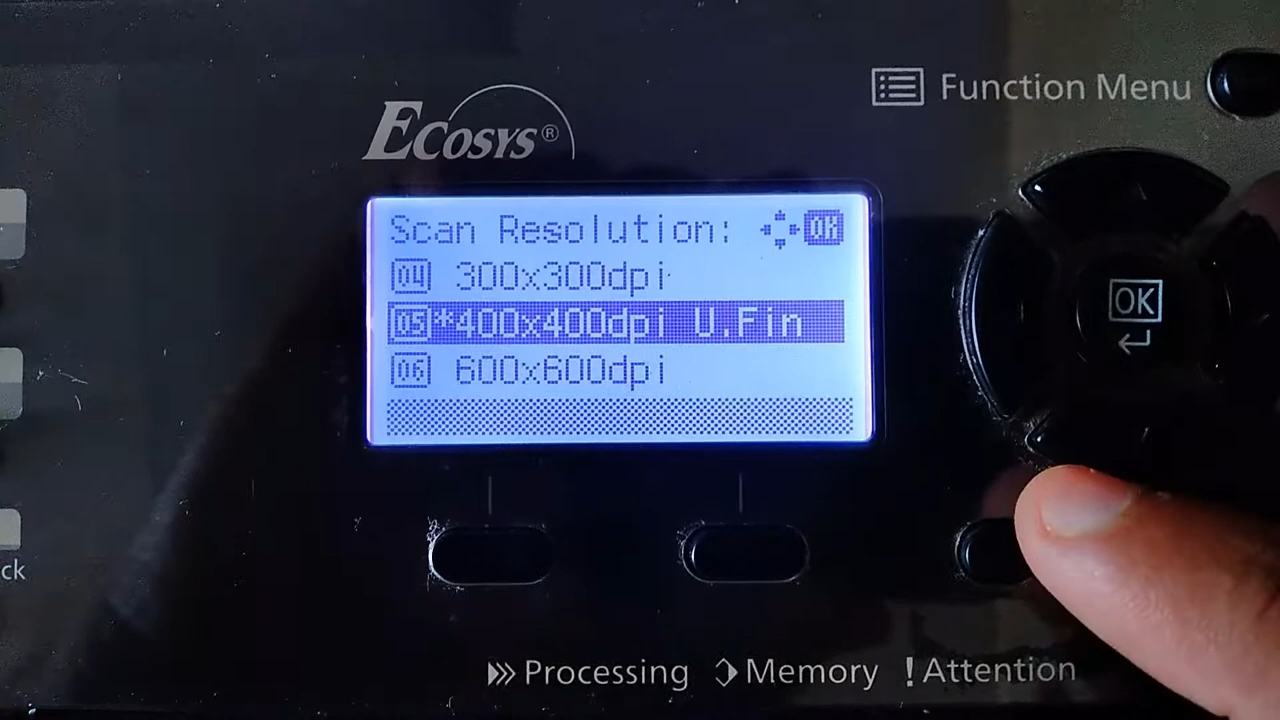 Function Menu
ECOSYS®
Scan Resolution: OK
04 300x300dpi
05 *400x400dpi U.Fin
06 600x600dpi
OK
ck
Processing Memory !Attention